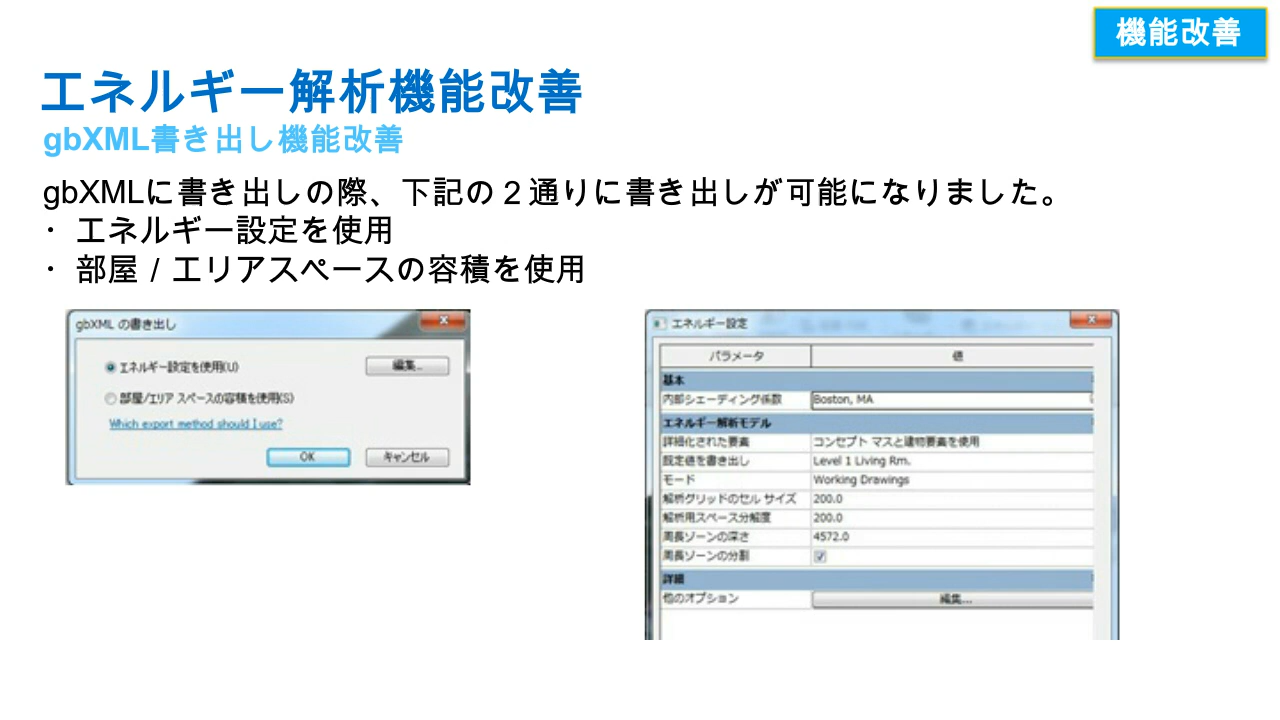 機能改善
エネルギー解析機能改善
gbXML書き出し機能改善
gbXMLに書き出しの際、下記の２通りに書き出しが可能になりました。
・エネルギー設定を使用
・部屋／エリアスペースの容積を使用
gbXML の書き出し
エネルギー設定を使用(U)
編集...
部屋/エリア スペースの容積を使用(S)
Which export method should I use?
OK キャンセル
エネルギー設定
パラメータ 値
基本
内部シェーディング係数 Boston, MA
エネルギー解析モデル
詳細化された要素 コンセプト マスと建物要素を使用
既定値を書き出し Level 1 Living Rm.
モード Working Drawings
解析グリッドのセル サイズ 200.0
解析用スペース分解度 200.0
周長ゾーンの深さ 4572.0
周長ゾーンの分割
詳細
他のオプション 編集...